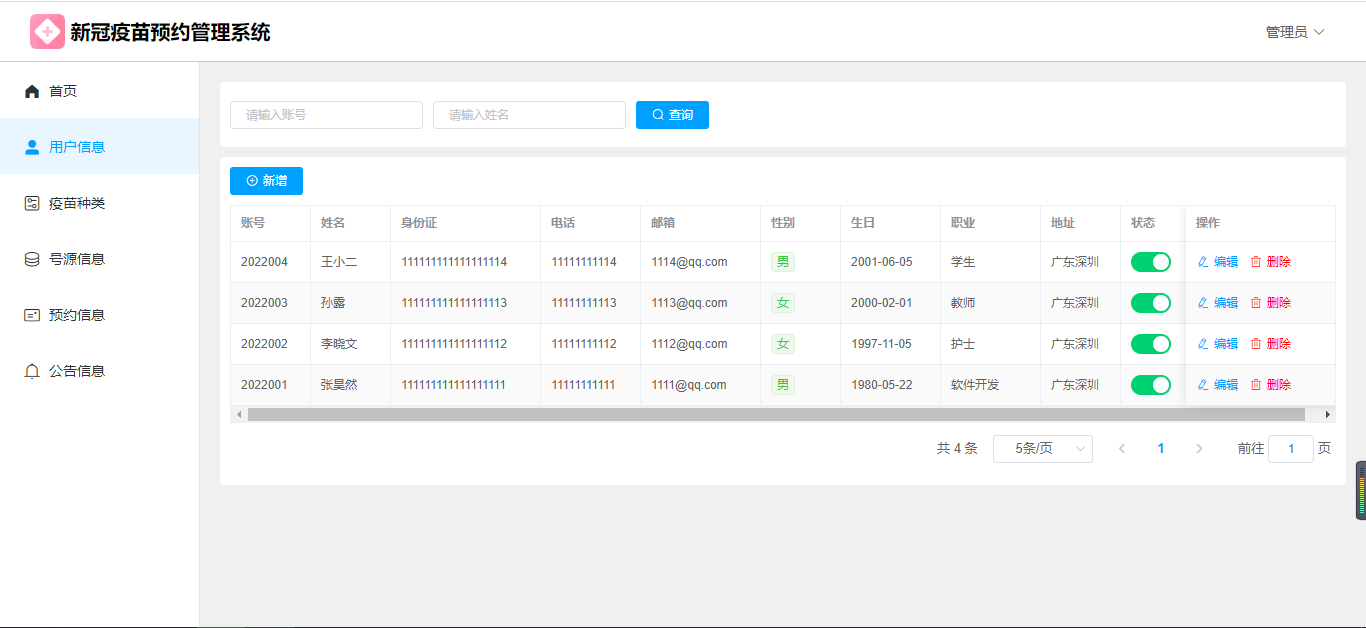 新冠疫苗预约管理系统
管理员
首页
用户信息
疫苗种类
号源信息
预约信息
公告信息
请输入账号 请输入姓名 查询
新增
账号 姓名 身份证 电话 邮箱 性别 生日 职业 地址 状态 操作
2022004 王小二 111111111111111114 11111111114 1114@qq.com 男 2001-06-05 学生 广东深圳 编辑 删除
2022003 孙露 111111111111111113 11111111113 1113@qq.com 女 2000-02-01 教师 广东深圳 编辑 删除
2022002 李晓文 111111111111111112 11111111112 1112@qq.com 女 1997-11-05 护士 广东深圳 编辑 删除
2022001 张昊然 111111111111111111 11111111111 1111@qq.com 男 1980-05-22 软件开发 广东深圳 编辑 删除
共 4 条 5条/页 1 前往 1 页